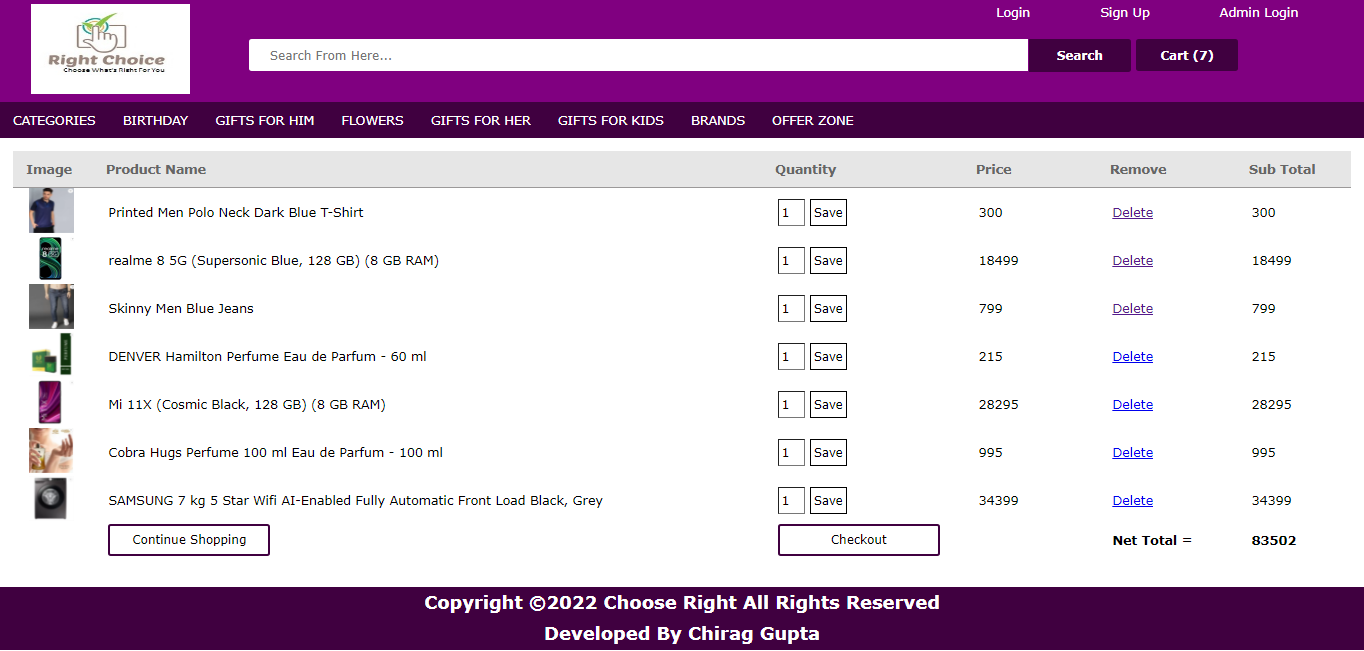 Login Sign Up Admin Login
Right Choice
Choose What's Right For You
Search From Here... Search Cart (7)
CATEGORIES BIRTHDAY GIFTS FOR HIM FLOWERS GIFTS FOR HER GIFTS FOR KIDS BRANDS OFFER ZONE
Image Product Name Quantity Price Remove Sub Total
Printed Men Polo Neck Dark Blue T-Shirt 1 Save 300 Delete 300
realme 8 5G (Supersonic Blue, 128 GB) (8 GB RAM) 1 Save 18499 Delete 18499
Skinny Men Blue Jeans 1 Save 799 Delete 799
DENVER Hamilton Perfume Eau de Parfum - 60 ml 1 Save 215 Delete 215
Mi 11X (Cosmic Black, 128 GB) (8 GB RAM) 1 Save 28295 Delete 28295
Cobra Hugs Perfume 100 ml Eau de Parfum - 100 ml 1 Save 995 Delete 995
SAMSUNG 7 kg 5 Star Wifi AI-Enabled Fully Automatic Front Load Black, Grey 1 Save 34399 Delete 34399
Continue Shopping Checkout Net Total = 83502
Copyright ©2022 Choose Right All Rights Reserved
Developed By Chirag Gupta